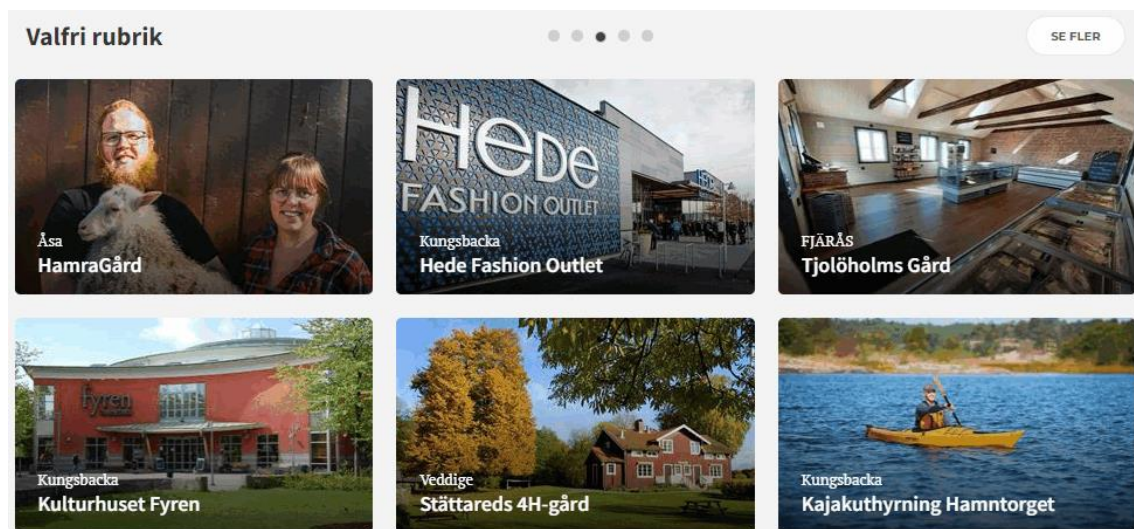 Valfri rubrik
SE FLER
HeDe
FASHION OUTLET
HeDe
Åsa
HamraGård
Kungsbacka
Hede Fashion Outlet
FJÄRÅS
Tjolöholms Gård
fyren
Kungsbacka
Kulturhuset Fyren
Veddige
Stättareds 4H-gård
Kungsbacka
Kajakuthyrning Hamntorget